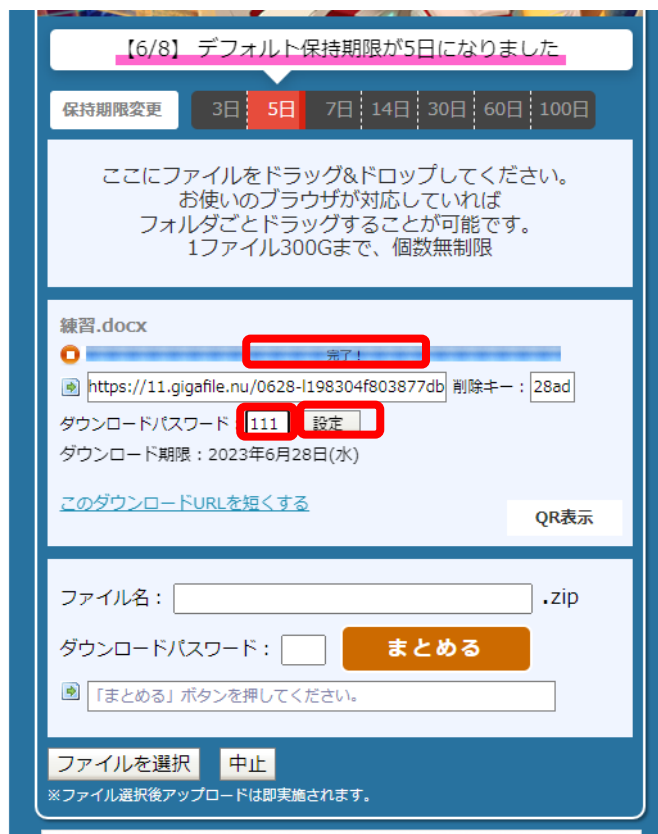 【6/8】 デフォルト保持期限が5日になりました
保持期限変更 3日 5日 7日 14日 30日 60日 100日
ここにファイルをドラッグ&ドロップしてください。
お使いのブラウザが対応していれば
フォルダごとドラッグすることが可能です。
1ファイル300Gまで、個数無制限
練習.docx
完了！
https://11.gigafile.nu/0628-l198304f803877db 削除キー：28ad
ダウンロードパスワード：111 設定
ダウンロード期限：2023年6月28日(水)
このダウンロードURLを短くする
QR表示
ファイル名： .zip
ダウンロードパスワード： まとめる
「まとめる」ボタンを押してください。
ファイルを選択 中止
※ファイル選択後アップロードは即実施されます。